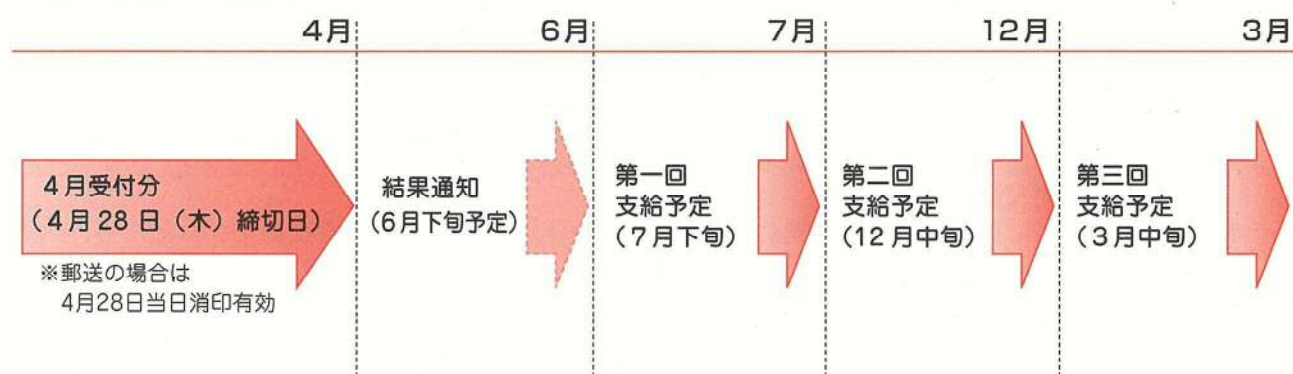 4月
6月
7月
12月
3月
4月受付分
(4月28日(木)締切日)
※郵送の場合は
4月28日当日消印有効
結果通知
(6月下旬予定)
第一回
支給予定
(7月下旬)
第二回
支給予定
(12月中旬)
第三回
支給予定
(3月中旬)